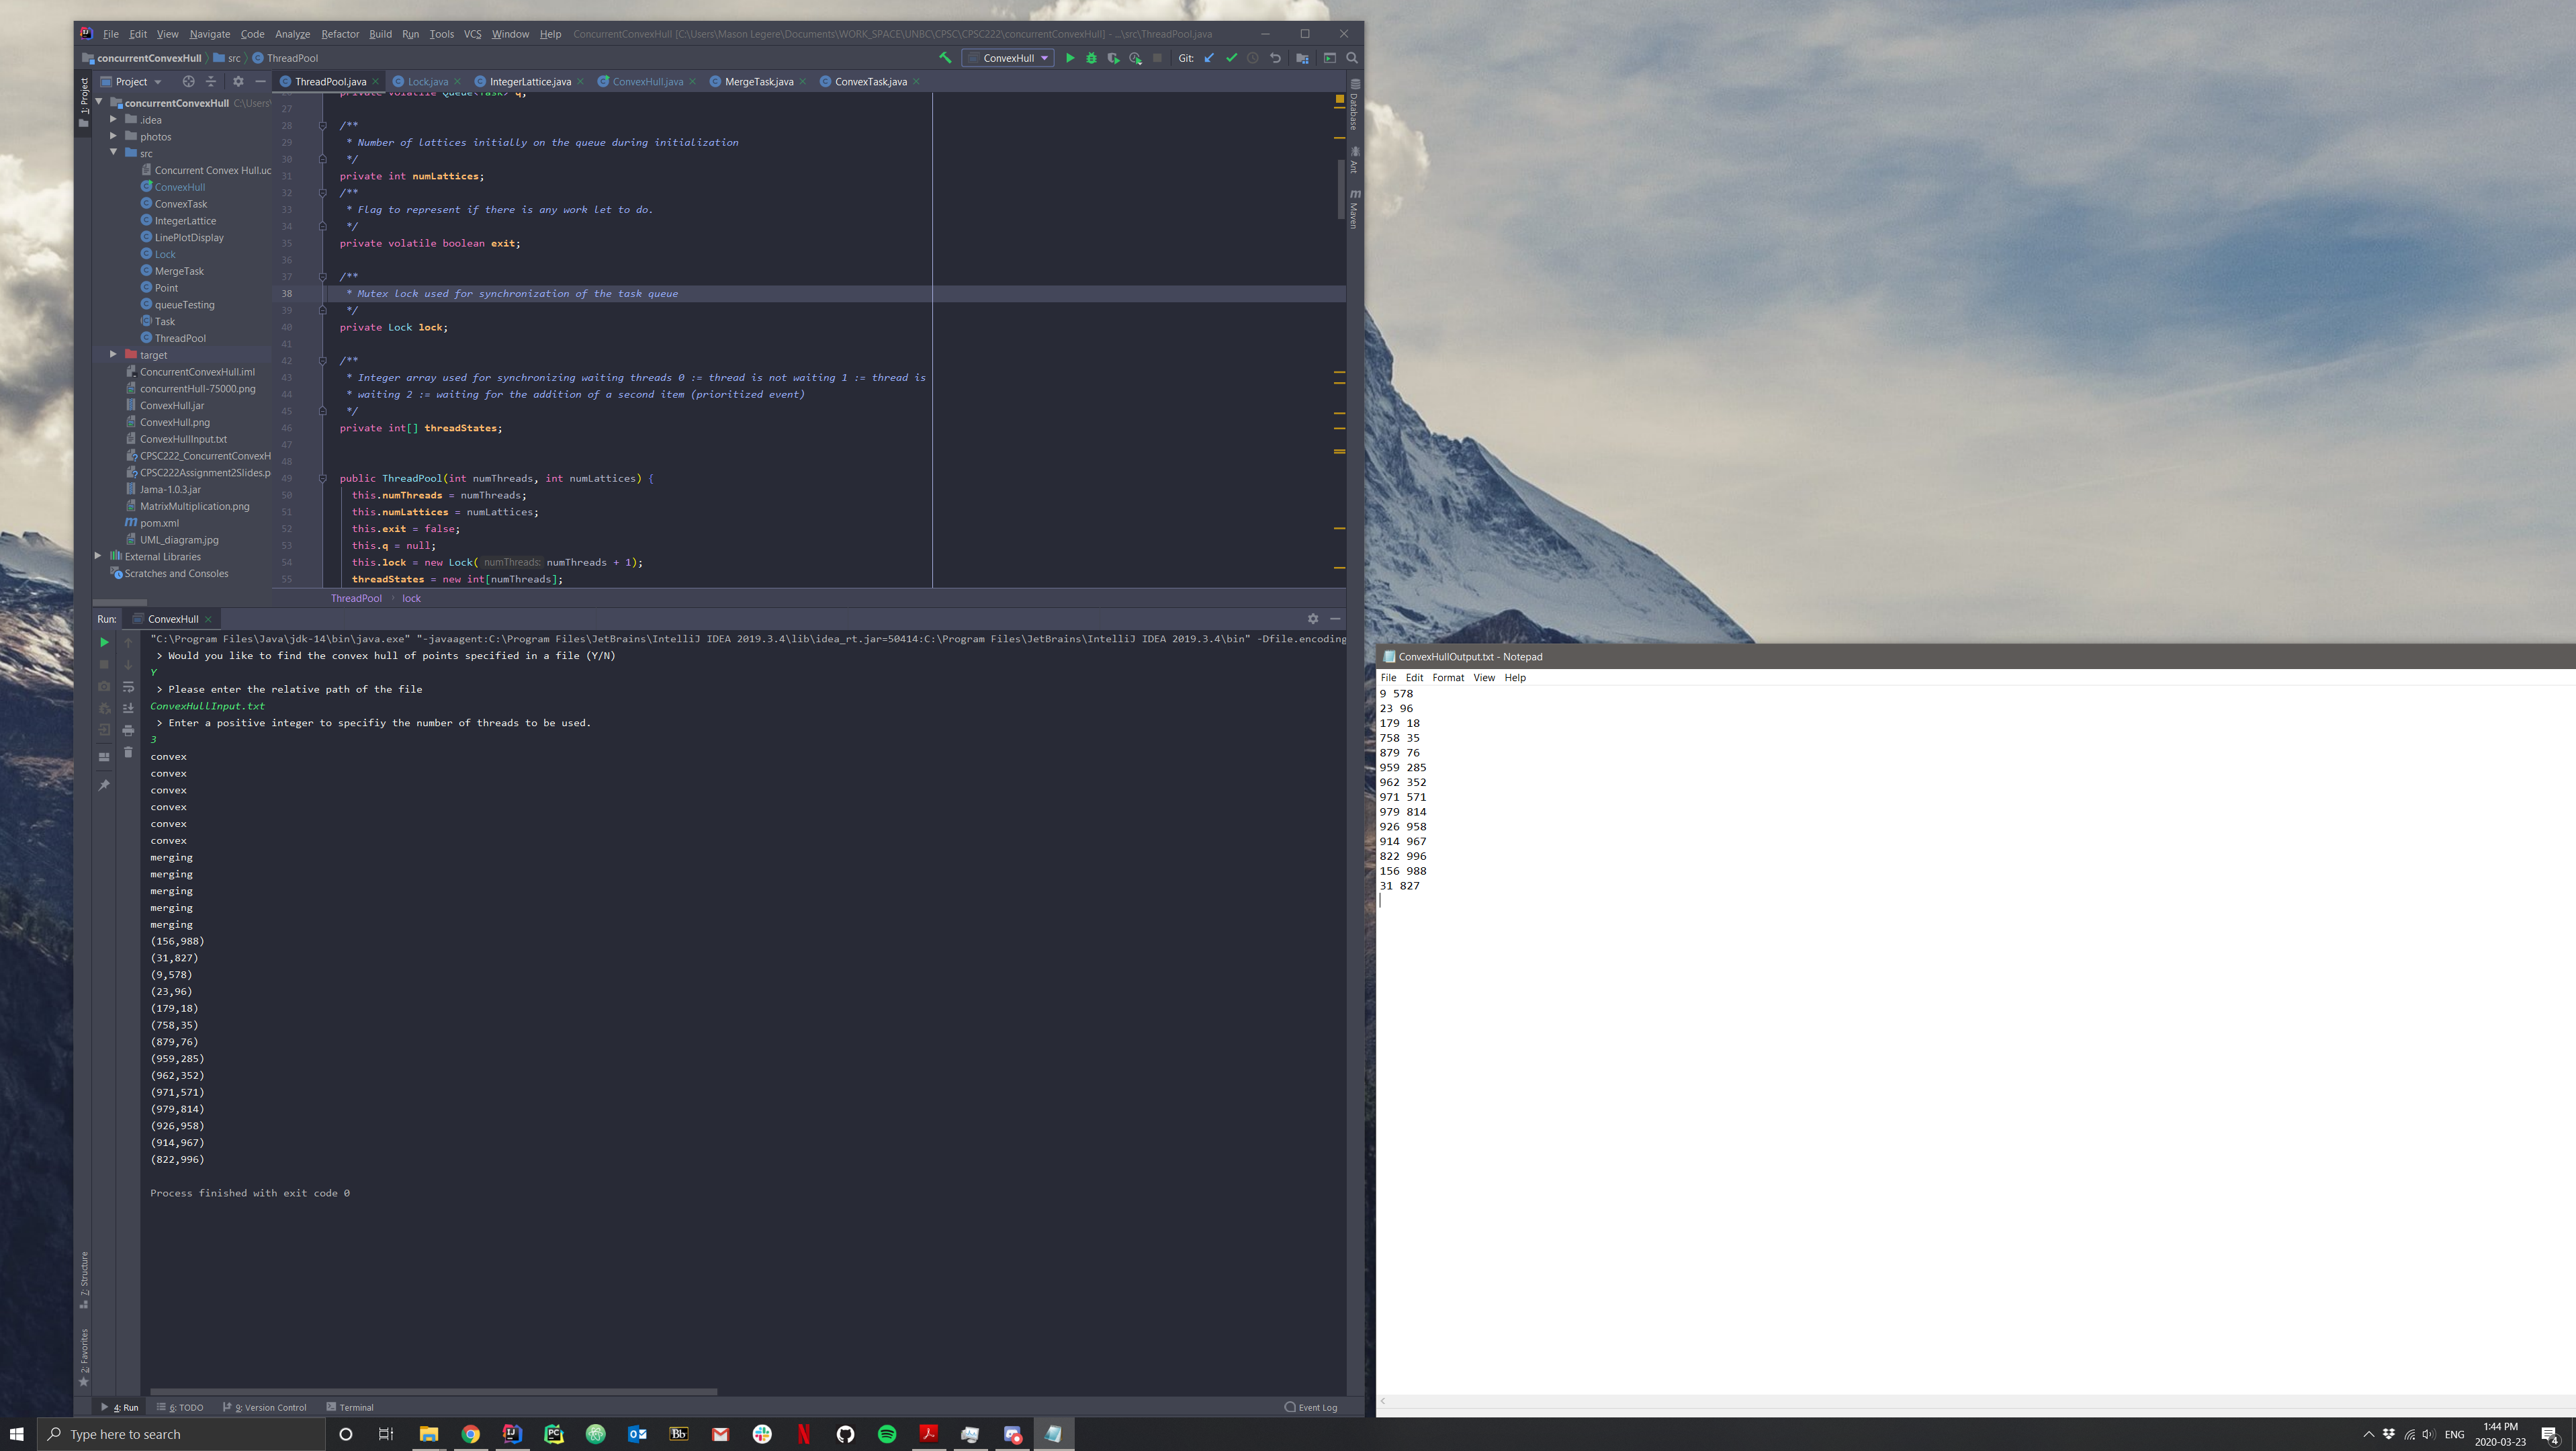 File Edit View Navigate Code Analyze Refactor Build Run Tools VCS Window Help ConcurrentConvexHull [C:\Users\Mason Legere\Documents\WORK_SPACE\UNBC\CPSC\CPSC222\concurrentConvexHull] - ...\src\ThreadPool.java
concurrentConvexHull src ThreadPool
ConvexHull
Git:
1: Project
Project
ThreadPool.java
Lock.java
IntegerLattice.java
ConvexHull.java
MergeTask.java
ConvexTask.java
concurrentConvexHull C:\Users\
.idea
photos
src
Concurrent Convex Hull.uc
ConvexHull
ConvexTask
IntegerLattice
LinePlotDisplay
Lock
MergeTask
Point
queueTesting
Task
ThreadPool
target
ConcurrentConvexHull.iml
concurrentHull-75000.png
ConvexHull.jar
ConvexHull.png
ConvexHullInput.txt
CPSC222_ConcurrentConvexH
CPSC222Assignment2Slides.p
Jama-1.0.3.jar
MatrixMultiplication.png
pom.xml
UML_diagram.jpg
External Libraries
Scratches and Consoles
private volatile Queue<Task> q;
27
28 /**
29 * Number of lattices initially on the queue during initialization
30 */
31 private int numLattices;
32 /**
33 * Flag to represent if there is any work let to do.
34 */
35 private volatile boolean exit;
36
37 /**
38 * Mutex lock used for synchronization of the task queue
39 */
40 private Lock lock;
41
42 /**
43 * Integer array used for synchronizing waiting threads 0 := thread is not waiting 1 := thread is
44 * waiting 2 := waiting for the addition of a second item (prioritized event)
45 */
46 private int[] threadStates;
47
48
49 public ThreadPool(int numThreads, int numLattices) {
50 this.numThreads = numThreads;
51 this.numLattices = numLattices;
52 this.exit = false;
53 this.q = null;
54 this.lock = new Lock( numThreads: numThreads + 1);
55 threadStates = new int[numThreads];
ThreadPool lock
Database
Ant
Maven
Run: ConvexHull
"C:\Program Files\Java\jdk-14\bin\java.exe" "-javaagent:C:\Program Files\JetBrains\IntelliJ IDEA 2019.3.4\lib\idea_rt.jar=50414:C:\Program Files\JetBrains\IntelliJ IDEA 2019.3.4\bin" -Dfile.encoding
> Would you like to find the convex hull of points specified in a file (Y/N)
Y
> Please enter the relative path of the file
ConvexHullInput.txt
> Enter a positive integer to specifiy the number of threads to be used.
3
convex
convex
convex
convex
convex
convex
merging
merging
merging
merging
merging
(156,988)
(31,827)
(9,578)
(23,96)
(179,18)
(758,35)
(879,76)
(959,285)
(962,352)
(971,571)
(979,814)
(926,958)
(914,967)
(822,996)
Process finished with exit code 0
7: Structure
2: Favorites
4: Run 6: TODO 9: Version Control Terminal Event Log
ConvexHullOutput.txt - Notepad
File Edit Format View Help
9 578
23 96
179 18
758 35
879 76
959 285
962 352
971 571
979 814
926 958
914 967
822 996
156 988
31 827
Type here to search
ENG
1:44 PM
2020-03-23
4